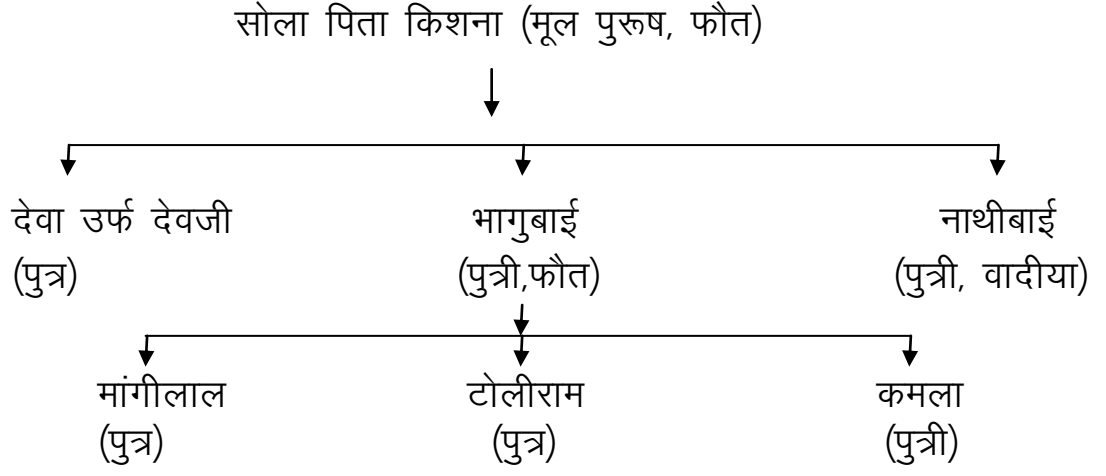 सोला पिता किशना (मूल पुरूष, फौत)
देवा उर्फ देवजी भागुबाई नाथीबाई
(पुत्र) (पुत्री,फौत) (पुत्री, वादीया)
मांगीलाल टोलीराम कमला
(पुत्र) (पुत्र) (पुत्री)